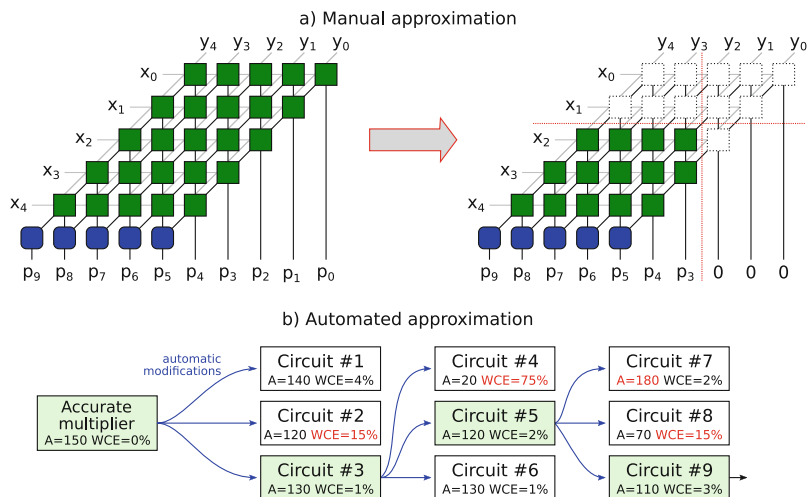 a) Manual approximation
y4 y3 y2 y1 y0
y4 y3 y2 y1 y0
x0
x0
x1
x1
x2
x2
x3
x3
x4
x4
p9 p8 p7 p6 p5 p4 p3 p2 p1 p0
p9 p8 p7 p6 p5 p4 p3 0 0 0
b) Automated approximation
automatic
modifications
Accurate
multiplier
A=150 WCE=0%
Circuit #1
A=140 WCE=4%
Circuit #2
A=120 WCE=15%
Circuit #3
A=130 WCE=1%
Circuit #4
A=20 WCE=75%
Circuit #5
A=120 WCE=2%
Circuit #6
A=130 WCE=1%
Circuit #7
A=180 WCE=2%
Circuit #8
A=70 WCE=15%
Circuit #9
A=110 WCE=3%